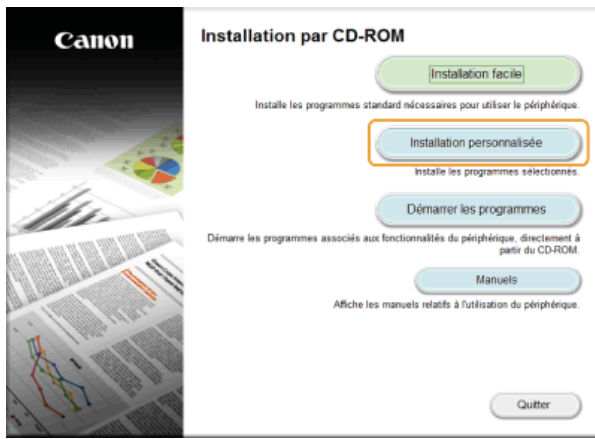 Canon
Installation par CD-ROM
Installation facile
Installe les programmes standard nécessaires pour utiliser le périphérique.
Installation personnalisée
Installe les programmes sélectionnés.
Démarrer les programmes
Démarre les programmes associés aux fonctionnalités du périphérique, directement à
partir du CD-ROM.
Manuels
Affiche les manuels relatifs à l'utilisation du périphérique.
Quitter